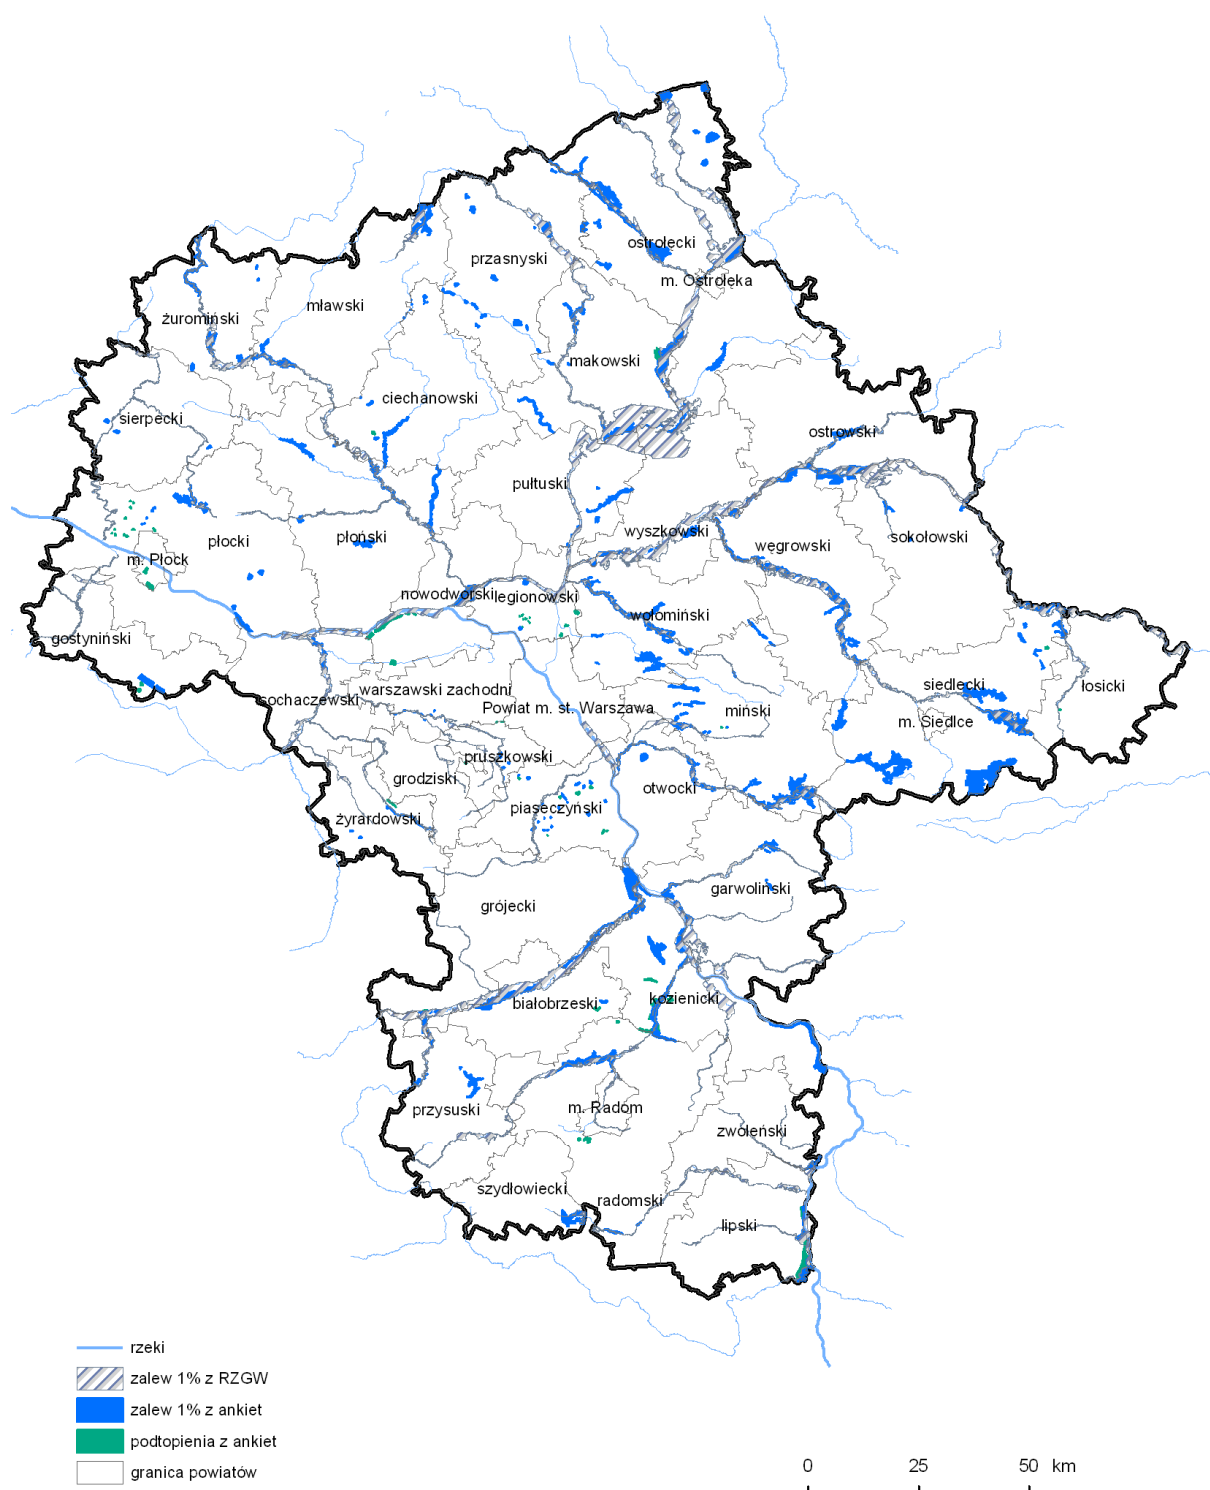 ostrołęcki
przasnyski
m. Ostrołęka
mławski
żuromiński
makowski
ciechanowski
sierpecki
ostrowski
pułtuski
wyszkowski
płoński
sokołowski
płocki
węgrowski
m. Płock
nowodworski
legionowski
wołomiński
gostyniński
siedlecki
łosicki
warszawski zachodni
sochaczewski
Powiat m. st. Warszawa
miński
m. Siedlce
pruszkowski
grodziski
otwocki
piaseczyński
żyrardowski
garwoliński
grójecki
kozienicki
białobrzeski
przysuski
m. Radom
zwoleński
szydłowiecki
radomski
lipski
rzeki
zalew 1% z RZGW
zalew 1% z ankiet
podtopienia z ankiet
granica powiatów
0 25 50 km